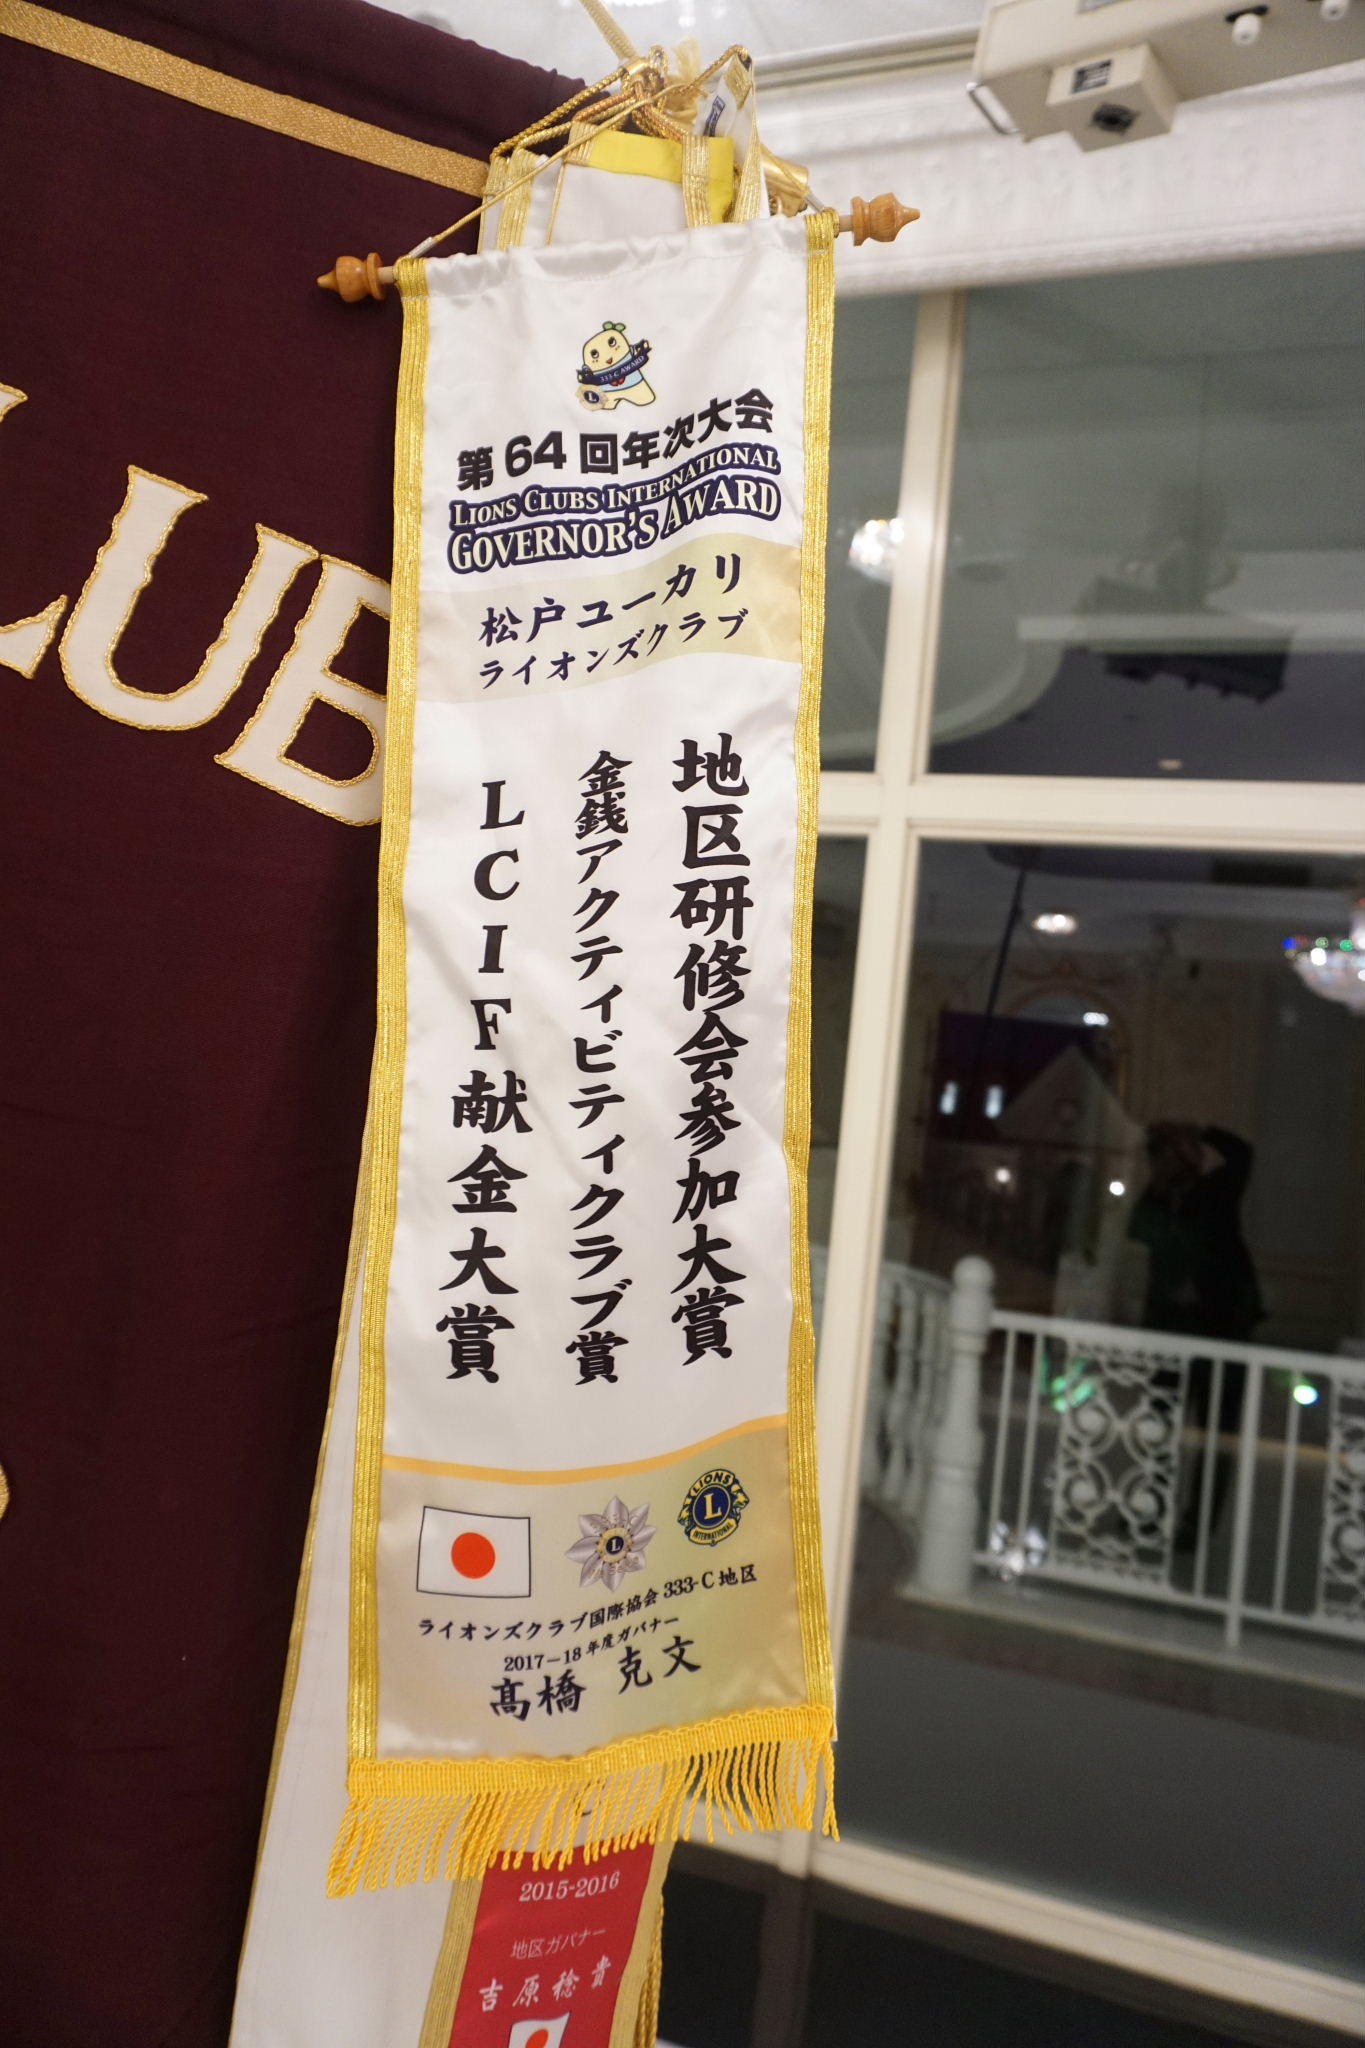 LUB
333-C AWARD
第64回年次大会
LIONS CLUBS INTERNATIONAL
GOVERNOR'S AWARD
松戸ユーカリ
ライオンズクラブ
地区研修会参加大賞
金銭アクティビティクラブ賞
LCIF献金大賞
L
LIONS
L
INTERNATIONAL
ライオンズクラブ国際協会 333-C地区
2017-18年度ガバナー
髙橋 克文
2015-2016
地区ガバナー
吉原稔貴